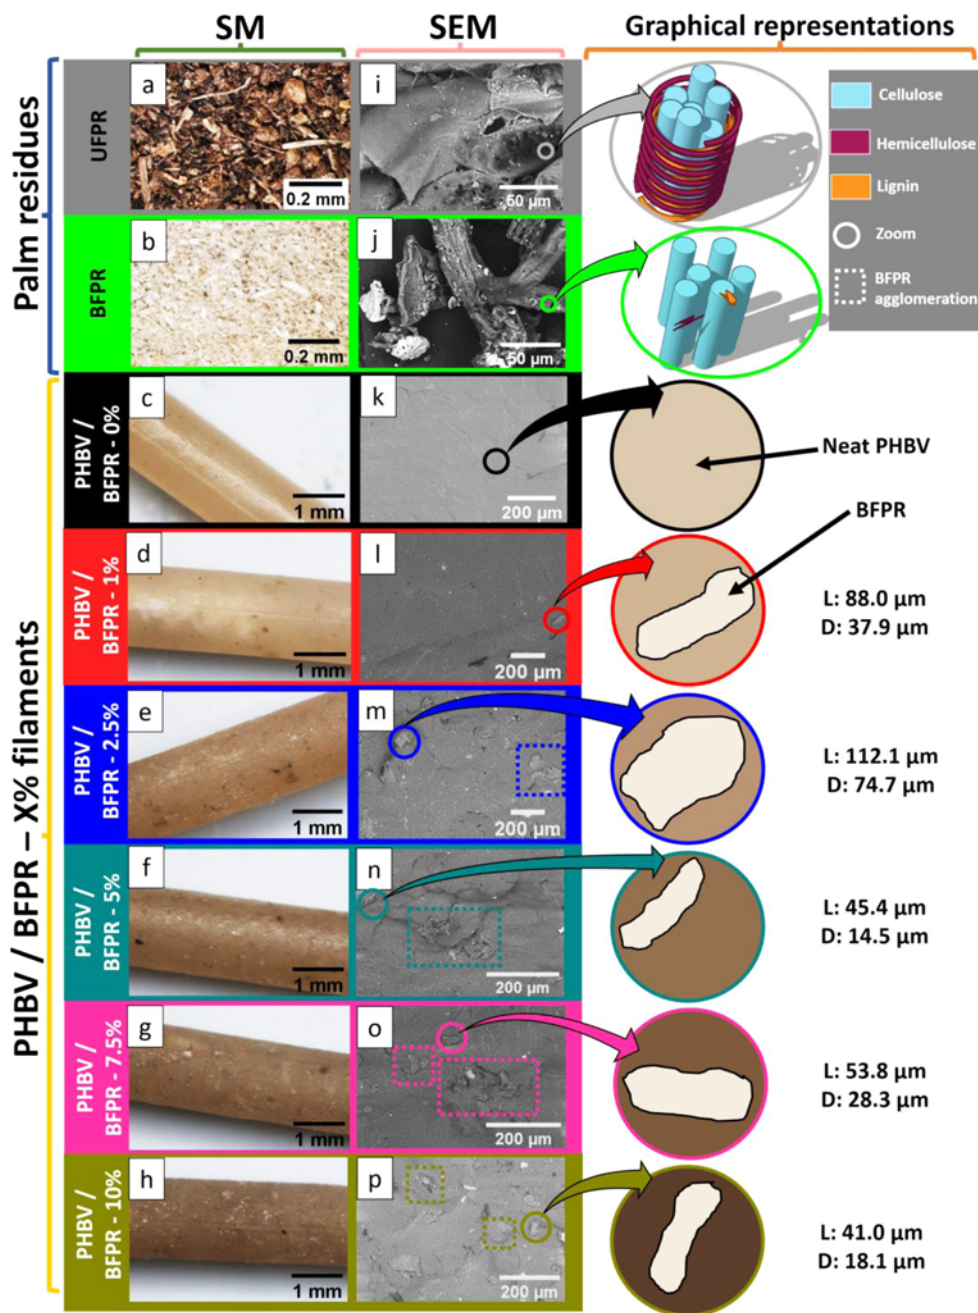 SM
SEM
Graphical representations
Palm residues
UFPR
a
0.2 mm
i
50 µm
Cellulose
Hemicellulose
Lignin
Zoom
BFPR
agglomeration
BFPR
b
0.2 mm
j
50 µm
PHBV / BFPR – X% filaments
PHBV /
BFPR - 0%
c
1 mm
k
200 µm
Neat PHBV
BFPR
PHBV /
BFPR - 1%
d
1 mm
l
200 µm
L: 88.0 µm
D: 37.9 µm
PHBV /
BFPR - 2.5%
e
1 mm
m
200 µm
L: 112.1 µm
D: 74.7 µm
PHBV /
BFPR - 5%
f
1 mm
n
200 µm
L: 45.4 µm
D: 14.5 µm
PHBV /
BFPR - 7.5%
g
1 mm
o
200 µm
L: 53.8 µm
D: 28.3 µm
PHBV /
BFPR - 10%
h
1 mm
p
200 µm
L: 41.0 µm
D: 18.1 µm